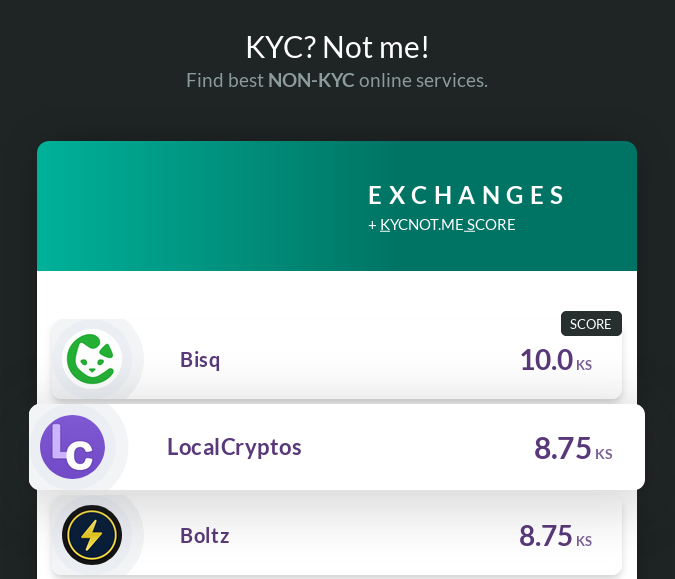 KYC? Not me!
Find best NON-KYC online services.
EXCHANGES
+ KYCNOT.ME SCORE
SCORE
Bisq 10.0 KS
LC
LocalCryptos 8.75 KS
Boltz 8.75 KS